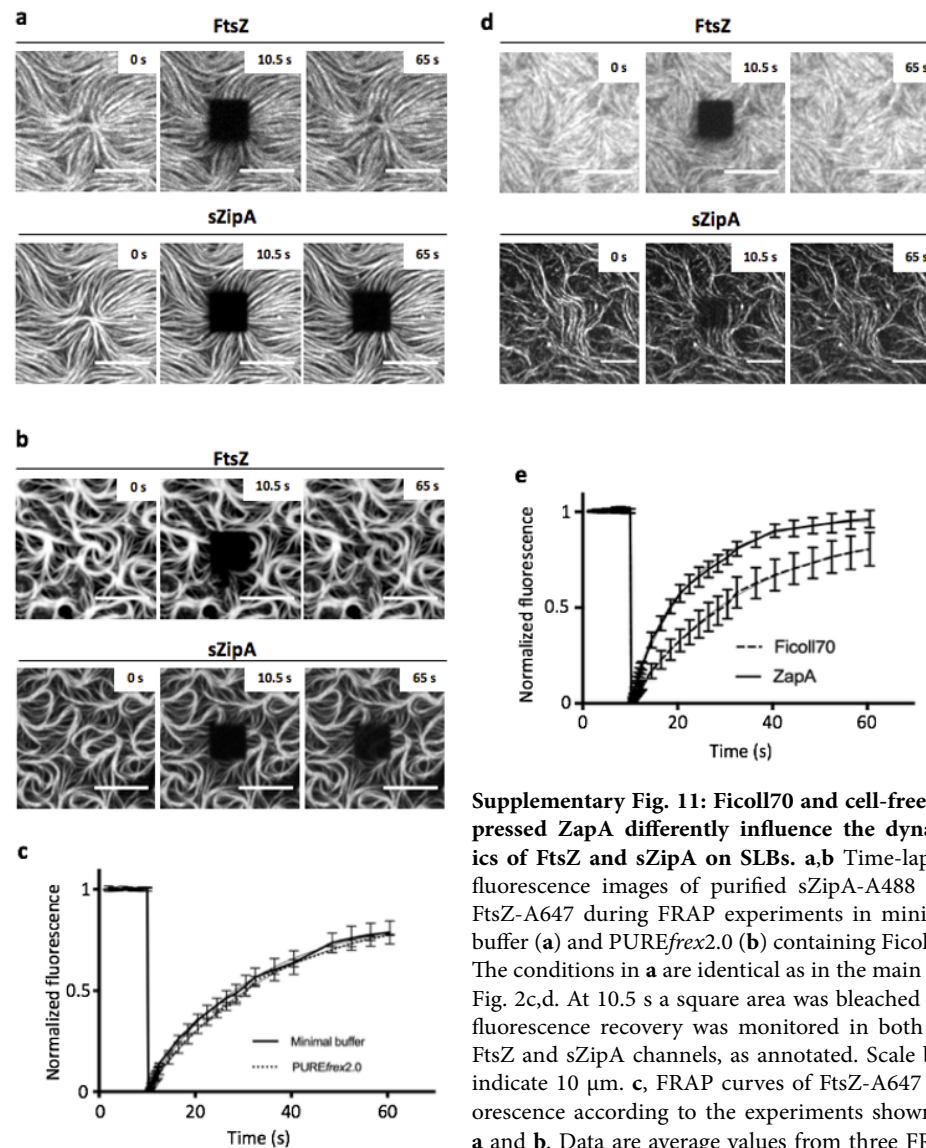 a
FtsZ
0 s
10.5 s
65 s
sZipA
0 s
10.5 s
65 s
b
FtsZ
0 s
10.5 s
65 s
sZipA
0 s
10.5 s
65 s
c
Normalized fluorescence
1
0.5
0
Minimal buffer
PUREfrex2.0
0
20
40
60
Time (s)
d
FtsZ
0 s
10.5 s
65 s
sZipA
0 s
10.5 s
65 s
e
Normalized fluorescence
1
0.5
0
Ficoll70
ZapA
0
20
40
60
Time (s)
Supplementary Fig. 11: Ficoll70 and cell-free
pressed ZapA differently influence the dyna
ics of FtsZ and sZipA on SLBs. a,b Time-lap
fluorescence images of purified sZipA-A488
FtsZ-A647 during FRAP experiments in mini
buffer (a) and PUREfrex2.0 (b) containing Ficol
The conditions in a are identical as in the main
Fig. 2c,d. At 10.5 s a square area was bleached
fluorescence recovery was monitored in both
FtsZ and sZipA channels, as annotated. Scale b
indicate 10 μm. c, FRAP curves of FtsZ-A647
orescence according to the experiments shown
a and b. Data are average values from three FR